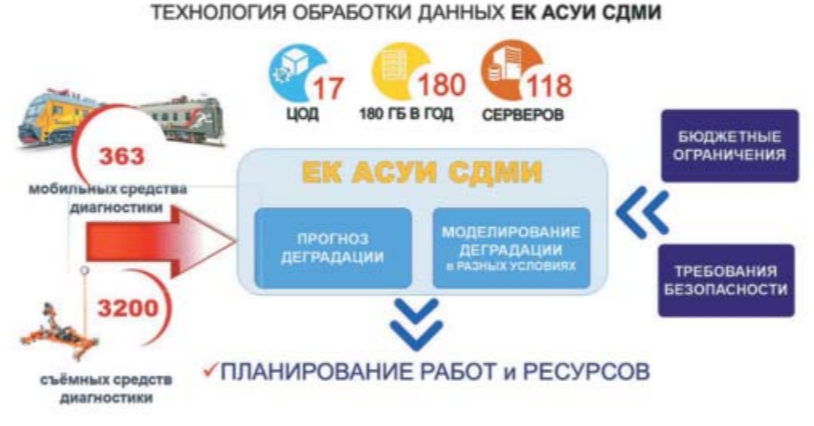 ТЕХНОЛОГИЯ ОБРАБОТКИ ДАННЫХ ЕК АСУИ СДМИ
17
ЦОД
180
180 ГБ В ГОД
118
СЕРВЕРОВ
363
мобильных средства
диагностики
3200
съёмных средств
диагностики
ЕК АСУИ СДМИ
ПРОГНОЗ
ДЕГРАДАЦИИ
МОДЕЛИРОВАНИЕ
ДЕГРАДАЦИИ
в РАЗНЫХ УСЛОВИЯХ
БЮДЖЕТНЫЕ
ОГРАНИЧЕНИЯ
ТРЕБОВАНИЯ
БЕЗОПАСНОСТИ
✓ПЛАНИРОВАНИЕ РАБОТ и РЕСУРСОВ